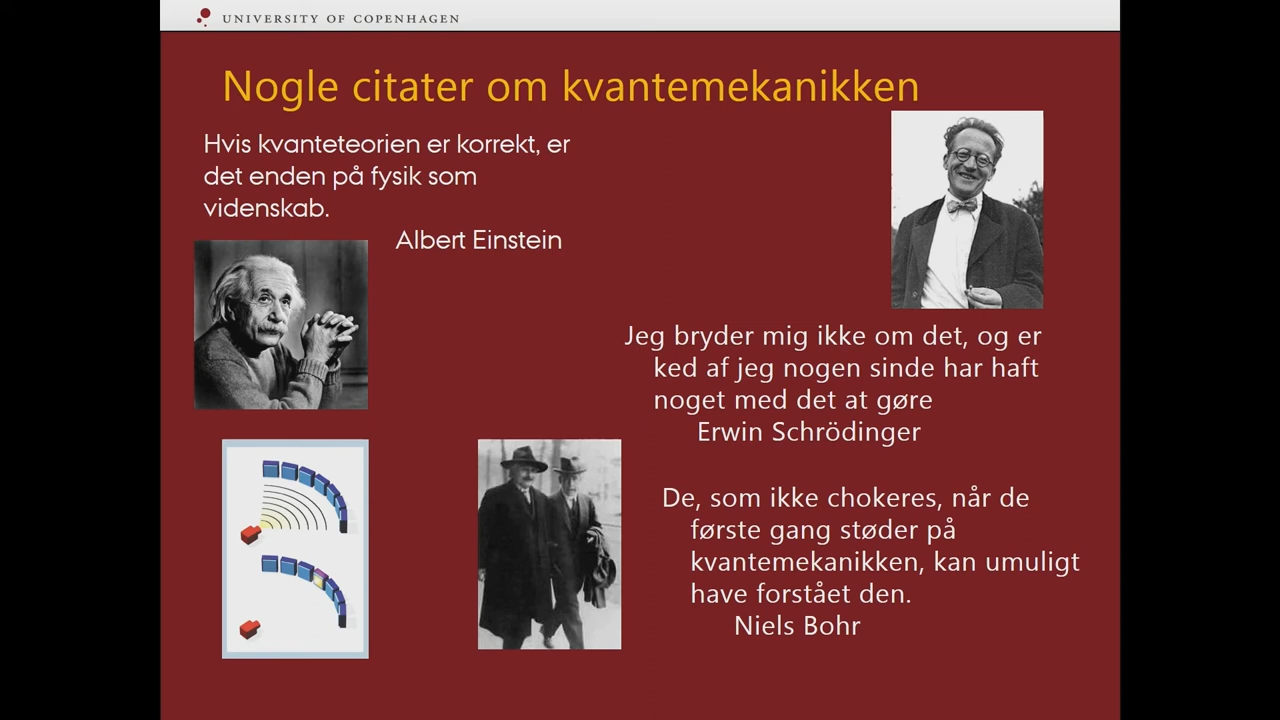 UNIVERSITY OF COPENHAGEN
Nogle citater om kvantemekanikken
Hvis kvanteteorien er korrekt, er
det enden på fysik som
videnskab.
Albert Einstein
Jeg bryder mig ikke om det, og er
ked af jeg nogen sinde har haft
noget med det at gøre
Erwin Schrödinger
De, som ikke chokeres, når de
første gang støder på
kvantemekanikken, kan umuligt
have forstået den.
Niels Bohr